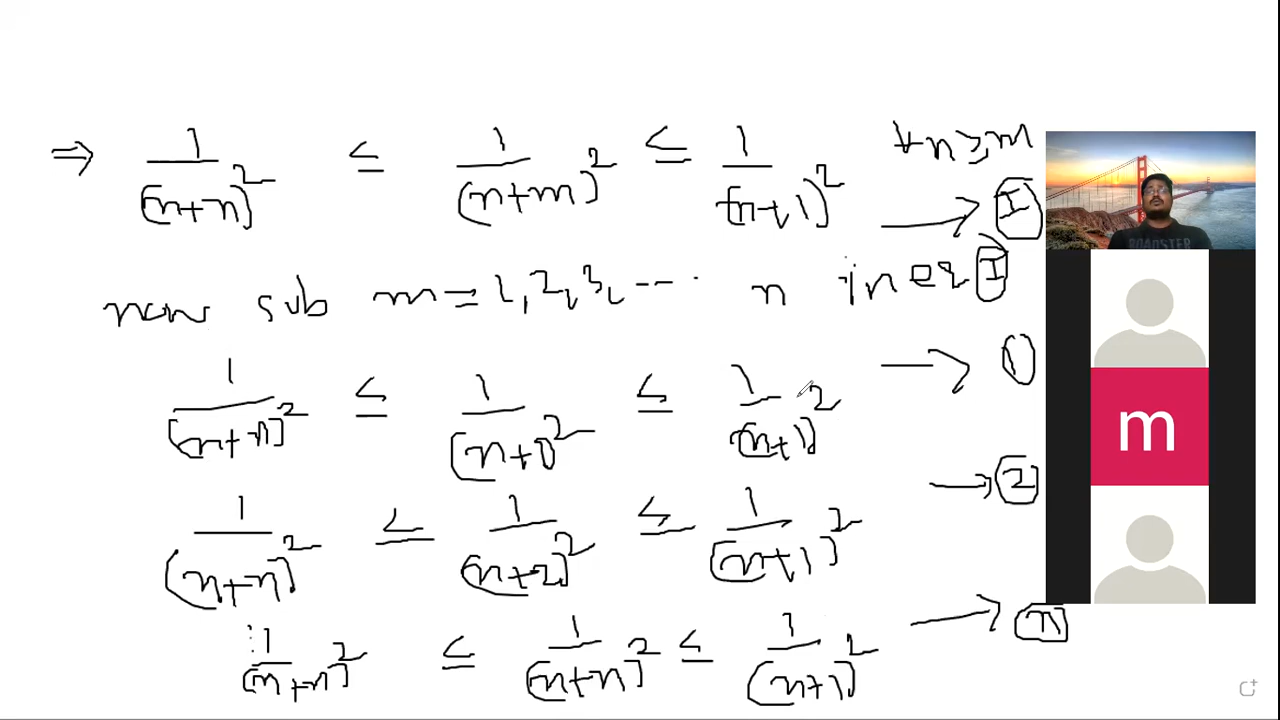 ⇒ 1/(n+n)² ≤ 1/(n+m)² ≤ 1/(n+1)² ∀ n ≥ m
→ Ⓘ
now sub m = 1, 2, 3, -- · n in eq Ⓘ
1/(n+n)² ≤ 1/(n+1)² ≤ 1/(n+1)² → ①
1/(n+n)² ≤ 1/(n+2)² ≤ 1/(n+1)² → ②
⋮
1/(n+n)² ≤ 1/(n+n)² ≤ 1/(n+1)² → ⓝ
ROADSTER
m